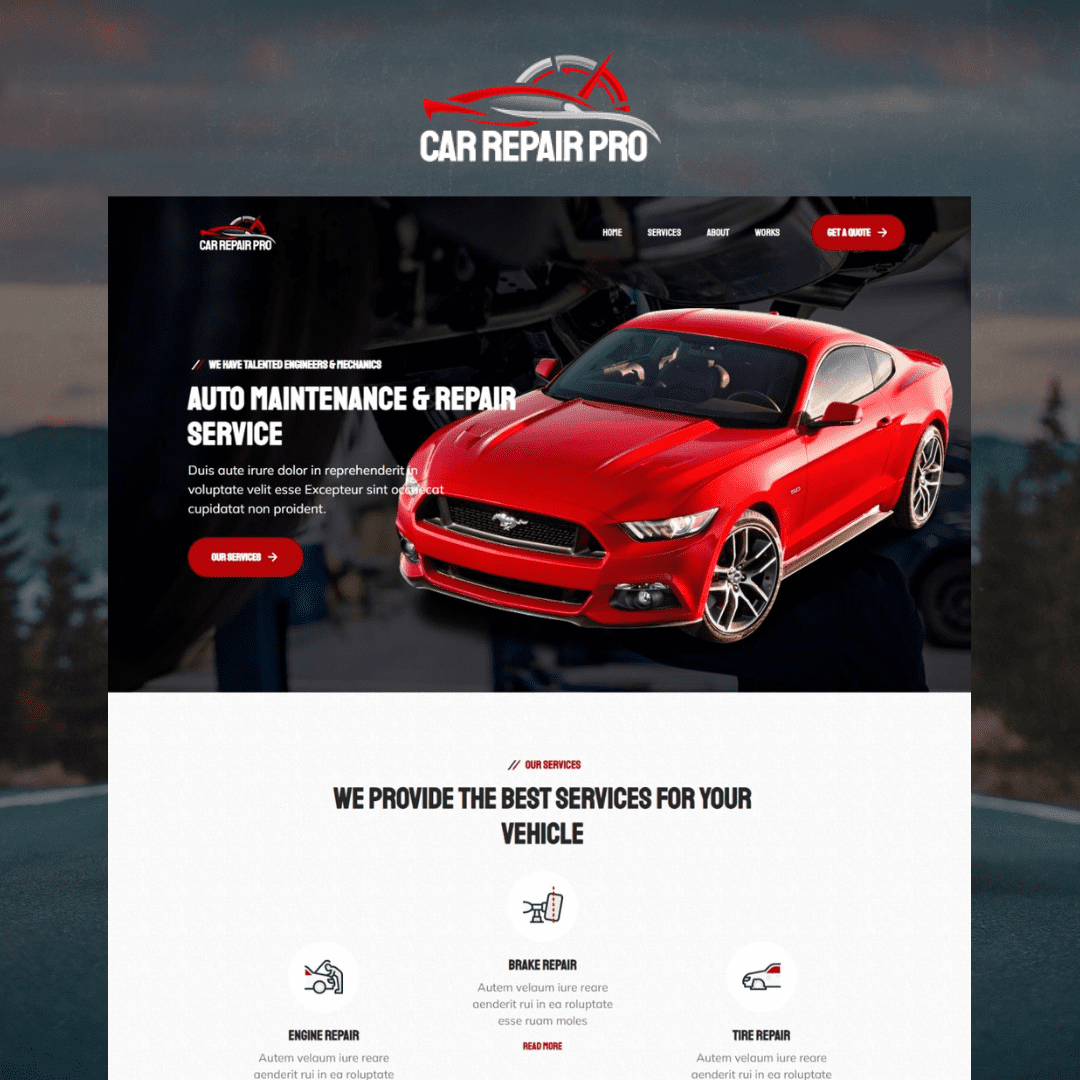 CAR REPAIR PRO
CAR REPAIR PRO
HOME SERVICES ABOUT WORKS GET A QUOTE
// WE HAVE TALENTED ENGINEERS & MECHANICS
AUTO MAINTENANCE & REPAIR
SERVICE
Duis aute irure dolor in reprehenderit in
voluptate velit esse Excepteur sint occaecat
cupidatat non proident.
OUR SERVICES
// OUR SERVICES
WE PROVIDE THE BEST SERVICES FOR YOUR
VEHICLE
BRAKE REPAIR
Autem velaum iure reare
aenderit rui in ea roluptate
esse ruam moles
READ MORE
ENGINE REPAIR
Autem velaum iure reare
aenderit rui in ea roluptate
TIRE REPAIR
Autem velaum iure reare
aenderit rui in ea roluptate